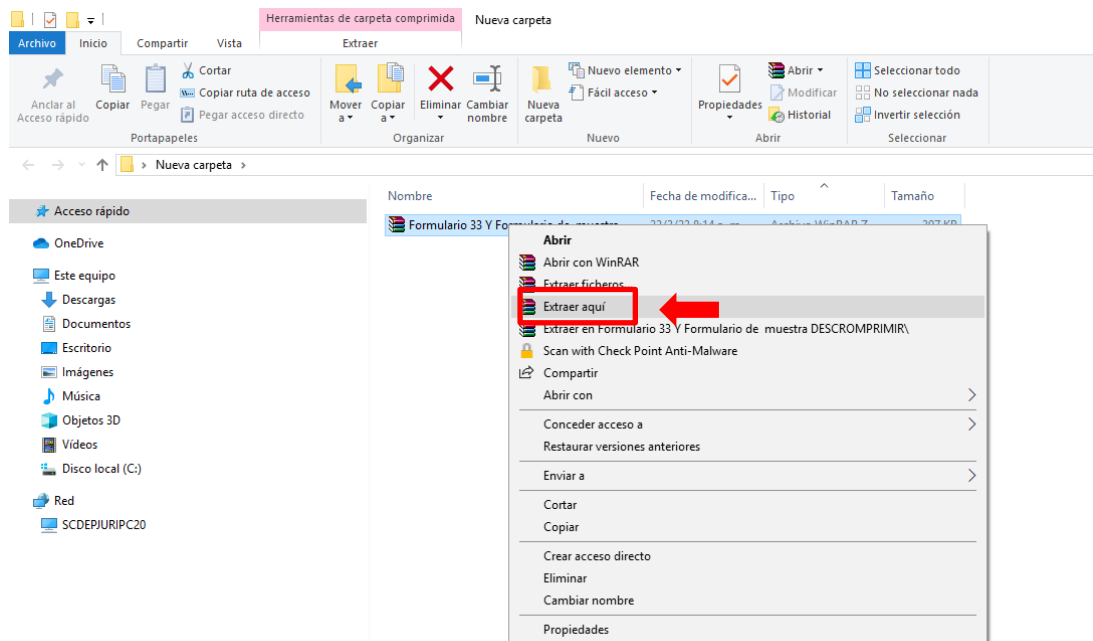 Herramientas de carpeta comprimida Nueva carpeta
Archivo Inicio Compartir Vista Extraer
Anclar al Acceso rápido
Copiar
Pegar
Cortar
Copiar ruta de acceso
Pegar acceso directo
Portapapeles
Mover a
Copiar a
Eliminar
Cambiar nombre
Organizar
Nueva carpeta
Nuevo elemento
Fácil acceso
Nuevo
Propiedades
Abrir
Modificar
Historial
Abrir
Seleccionar todo
No seleccionar nada
Invertir selección
Seleccionar
Nueva carpeta
Nombre Fecha de modifica... Tipo Tamaño
Acceso rápido
OneDrive
Este equipo
Descargas
Documentos
Escritorio
Imágenes
Música
Objetos 3D
Vídeos
Disco local (C:)
Red
SCDEPJURIPC20
Formulario 33 Y Formulario de muestra
Abrir
Abrir con WinRAR
Extraer ficheros...
Extraer aquí
Extraer en Formulario 33 Y Formulario de muestra DESCROMPRIMIR\
Scan with Check Point Anti-Malware
Compartir
Abrir con
Conceder acceso a
Restaurar versiones anteriores
Enviar a
Cortar
Copiar
Crear acceso directo
Eliminar
Cambiar nombre
Propiedades